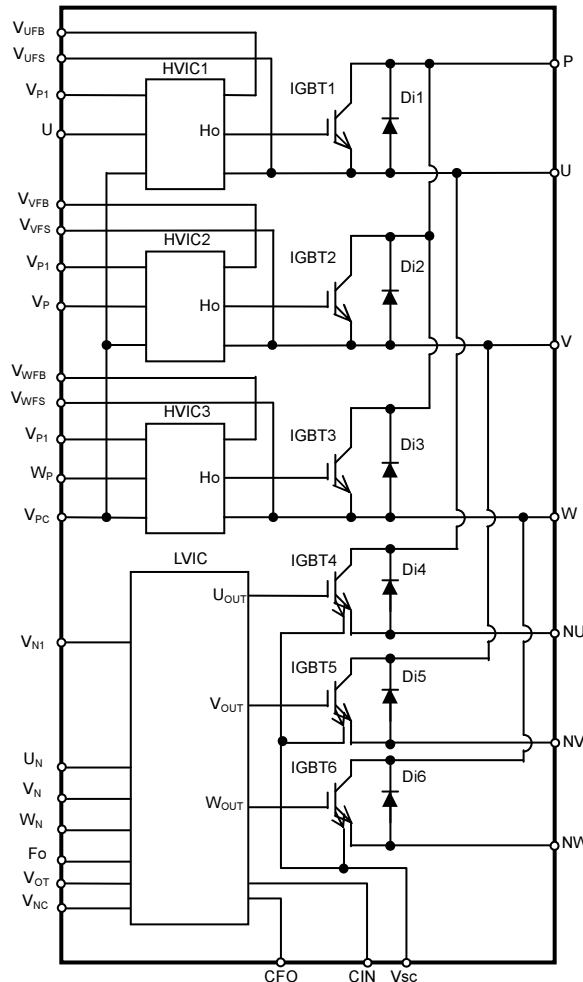 VUFB
VUFS
HVIC1
P
IGBT1
Di1
VP1
U
Ho
U
VVFB
VVFS
HVIC2
IGBT2
Di2
VP1
VP
Ho
V
VWFB
VWFS
HVIC3
IGBT3
Di3
VP1
WP
Ho
VPC
W
LVIC
IGBT4
Di4
UOUT
NU
VN1
IGBT5
Di5
VOUT
NV
UN
IGBT6
Di6
VN
WOUT
WN
NW
Fo
VOT
VNC
CFO
CIN
Vsc